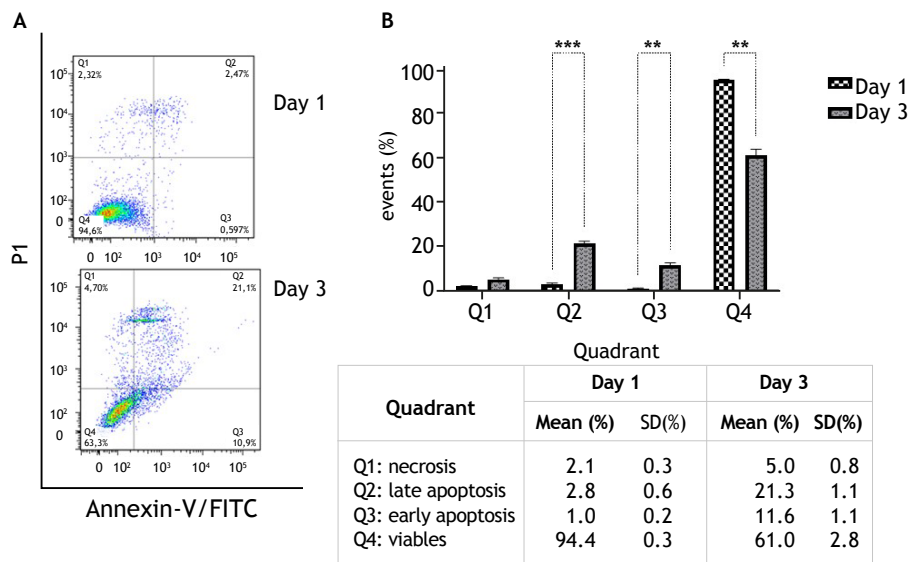 A
Q1
2,32%
Q2
2,47%
10⁵
10⁴
10³
10²
0
Q4
94,6%
Q3
0,597%
0 10² 10³ 10⁴ 10⁵
Day 1
P1
Q1
4,70%
Q2
21,1%
10⁵
10⁴
10³
10²
0
Q4
63,3%
Q3
10,9%
0 10² 10³ 10⁴ 10⁵
Day 3
Annexin-V/FITC
B
*** ** **
100
80
60
40
20
0
events (%)
Q1 Q2 Q3 Q4
Quadrant
Day 1
Day 3
Quadrant Day 1 Day 3
Mean (%) SD(%) Mean (%) SD(%)
Q1: necrosis 2.1 0.3 5.0 0.8
Q2: late apoptosis 2.8 0.6 21.3 1.1
Q3: early apoptosis 1.0 0.2 11.6 1.1
Q4: viables 94.4 0.3 61.0 2.8